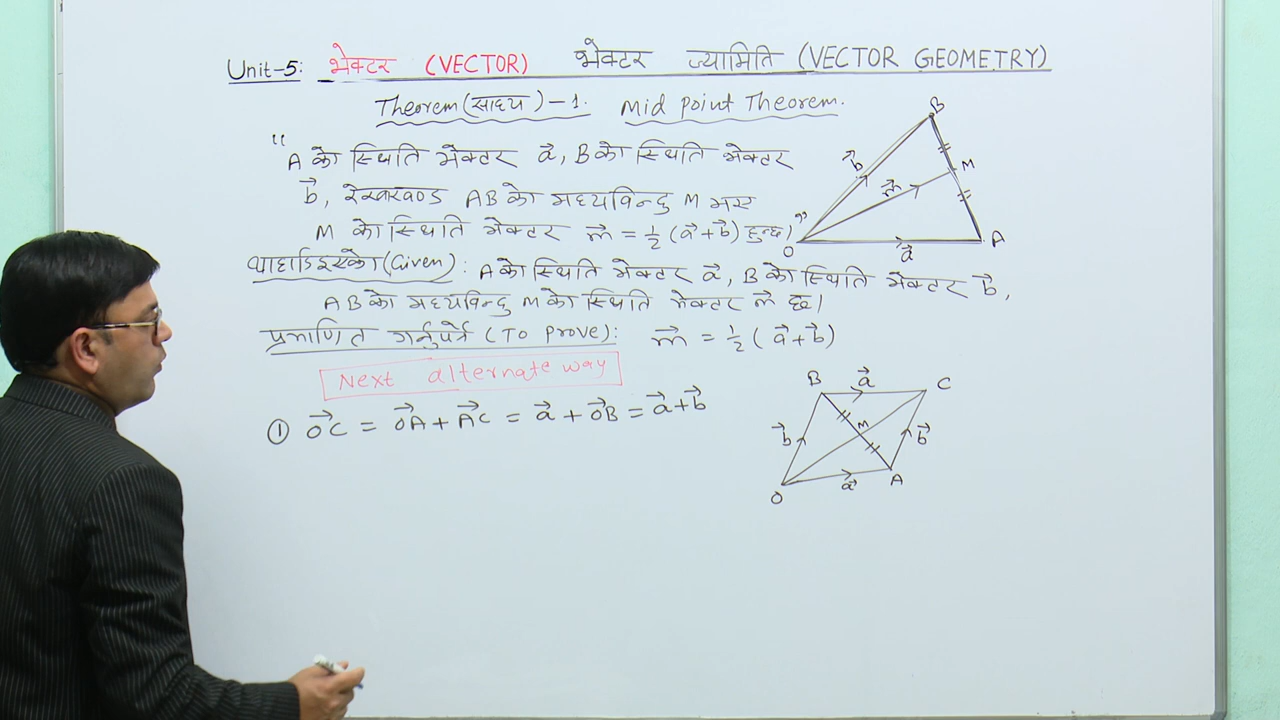 Unit-5: भेक्टर (VECTOR) भेक्टर ज्यामिति (VECTOR GEOMETRY)
Theorem (साध्य) - 1. Mid Point Theorem.
" A को स्थिति भेक्टर a⃗, B को स्थिति भेक्टर
b⃗, रेखाखण्ड AB को मध्यविन्दु M भए
M को स्थिति भेक्टर m⃗ = ½ (a⃗+b⃗) हुन्छ।"
थाहा दिइएको (Given): A को स्थिति भेक्टर a⃗, B को स्थिति भेक्टर b⃗,
AB को मध्यविन्दु M को स्थिति भेक्टर m⃗ छ।
प्रमाणित गर्नुपर्ने (To prove): m⃗ = ½ (a⃗+b⃗)
Next alternate way
① OC⃗ = OA⃗ + AC⃗ = a⃗ + OB⃗ = a⃗+b⃗
B
b⃗
M
m⃗
O
a⃗
A
B
a⃗
C
b⃗
M
b⃗
O
a⃗
A